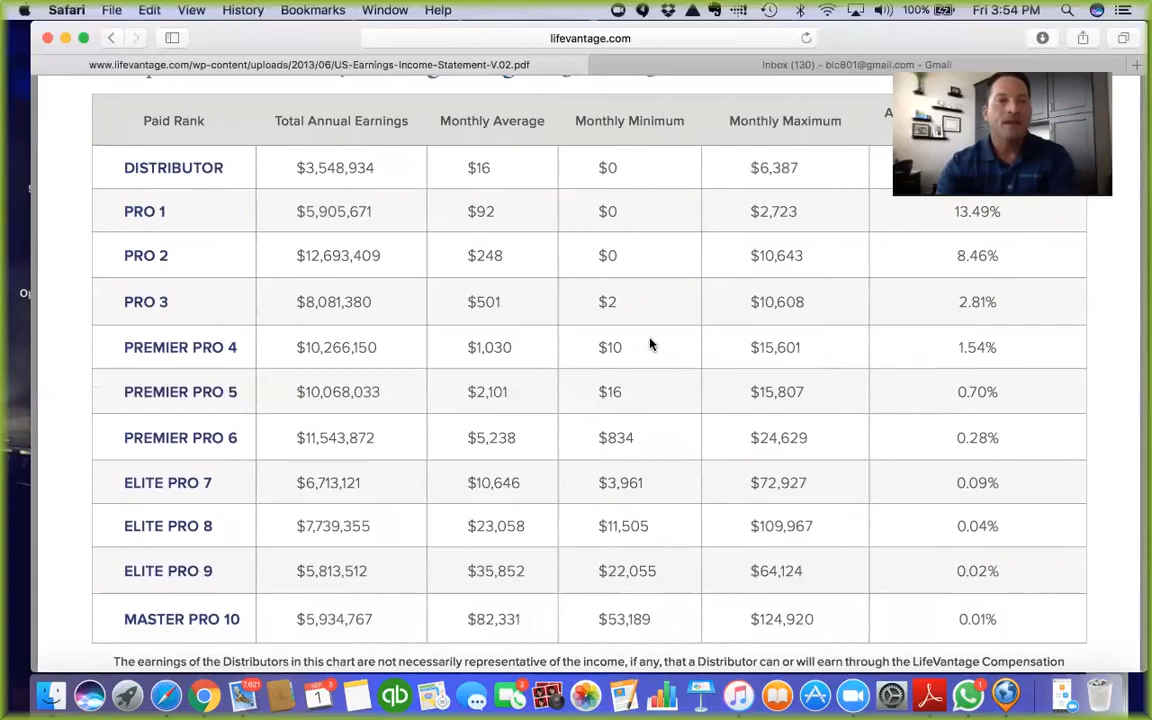 Safari File Edit View History Bookmarks Window Help 100% Fri 3:54 PM
lifevantage.com
www.lifevantage.com/wp-content/uploads/2013/06/US-Earnings-Income-Statement-V.02.pdf Inbox (130) – blc801@gmail.com – Gmail
Paid Rank Total Annual Earnings Monthly Average Monthly Minimum Monthly Maximum
DISTRIBUTOR $3,548,934 $16 $0 $6,387
PRO 1 $5,905,671 $92 $0 $2,723 13.49%
PRO 2 $12,693,409 $248 $0 $10,643 8.46%
PRO 3 $8,081,380 $501 $2 $10,608 2.81%
PREMIER PRO 4 $10,266,150 $1,030 $10 $15,601 1.54%
PREMIER PRO 5 $10,068,033 $2,101 $16 $15,807 0.70%
PREMIER PRO 6 $11,543,872 $5,238 $834 $24,629 0.28%
ELITE PRO 7 $6,713,121 $10,646 $3,961 $72,927 0.09%
ELITE PRO 8 $7,739,355 $23,058 $11,505 $109,967 0.04%
ELITE PRO 9 $5,813,512 $35,852 $22,055 $64,124 0.02%
MASTER PRO 10 $5,934,767 $82,331 $53,189 $124,920 0.01%
The earnings of the Distributors in this chart are not necessarily representative of the income, if any, that a Distributor can or will earn through the LifeVantage Compensation
7,621 SEP 1 3 2 1